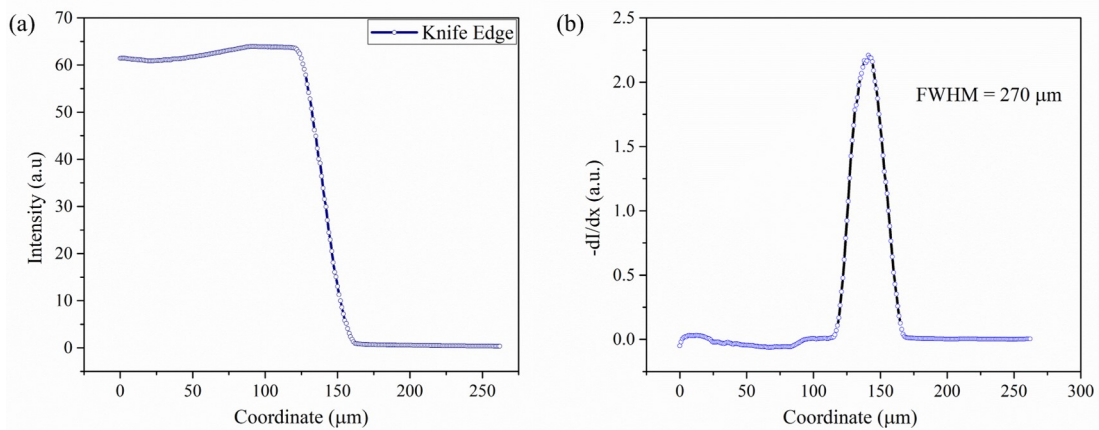 (a)
70
60
50
40
30
20
10
0
Intensity (a.u)
Knife Edge
0 50 100 150 200 250
Coordinate (μm)
(b)
2.5
2.0
1.5
1.0
0.5
0.0
-dI/dx (a.u.)
FWHM = 270 μm
0 50 100 150 200 250 300
Coordinate (μm)